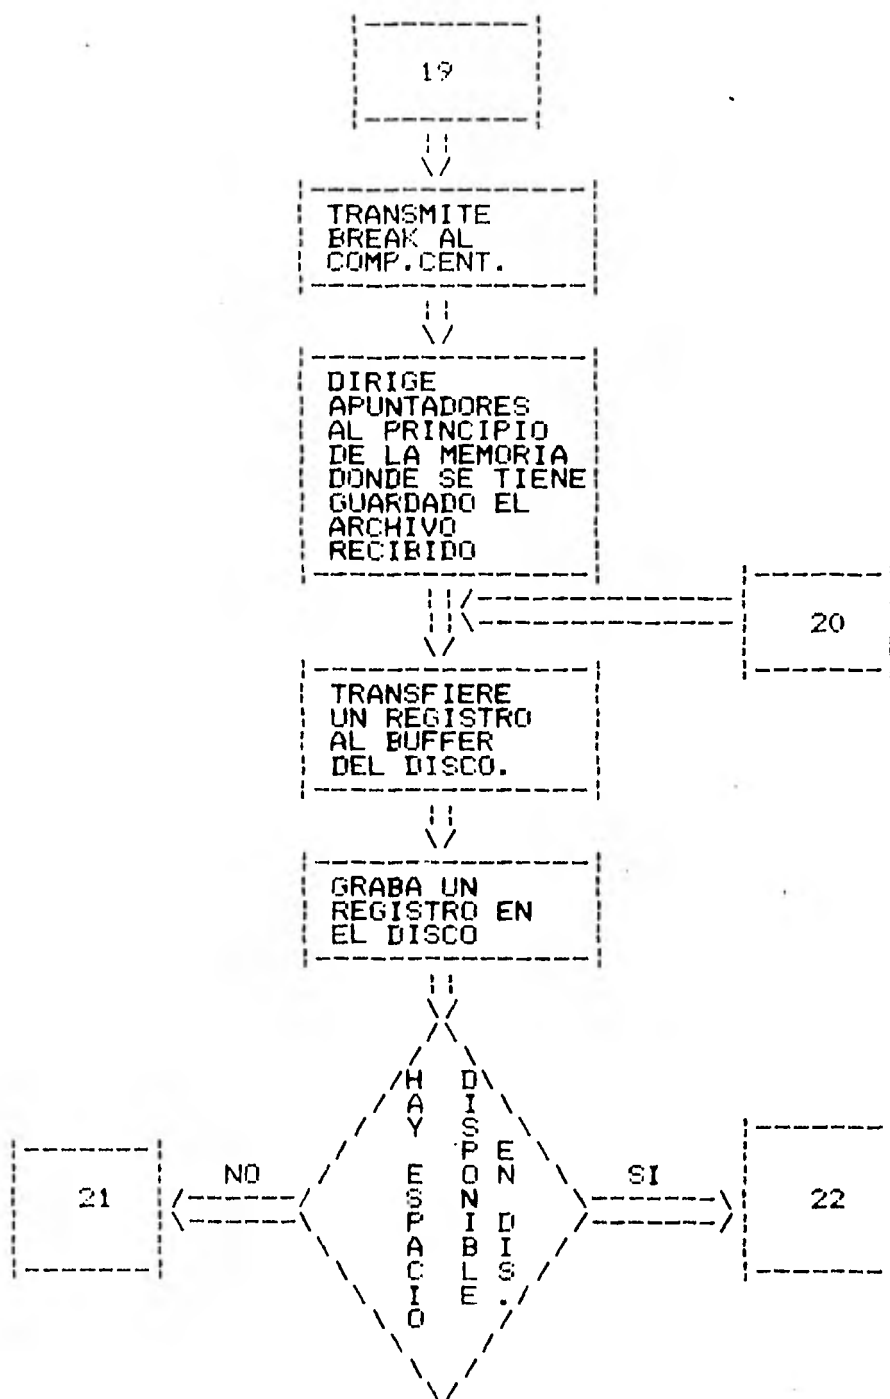 19
TRANSMITE
BREAK AL
COMP.CENT.
DIRIGE
APUNTADORES
AL PRINCIPIO
DE LA MEMORIA
DONDE SE TIENE
GUARDADO EL
ARCHIVO
RECIBIDO
20
TRANSFIERE
UN REGISTRO
AL BUFFER
DEL DISCO.
GRABA UN
REGISTRO EN
EL DISCO
HAY ESPACIO
DISPONIBLE
EN DIS.
NO
21
SI
22